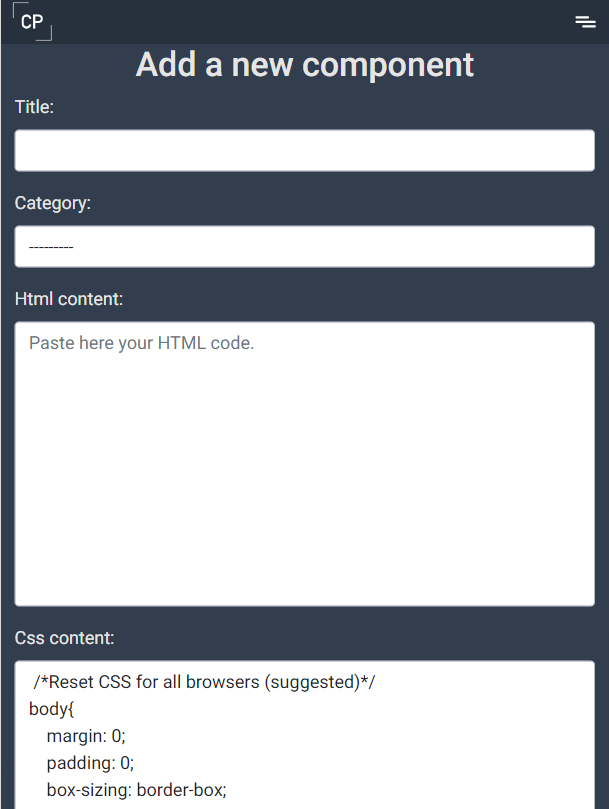 CP
Add a new component
Title:
Category:
---------
Html content:
Paste here your HTML code.
Css content:
/*Reset CSS for all browsers (suggested)*/
body{
margin: 0;
padding: 0;
box-sizing: border-box;